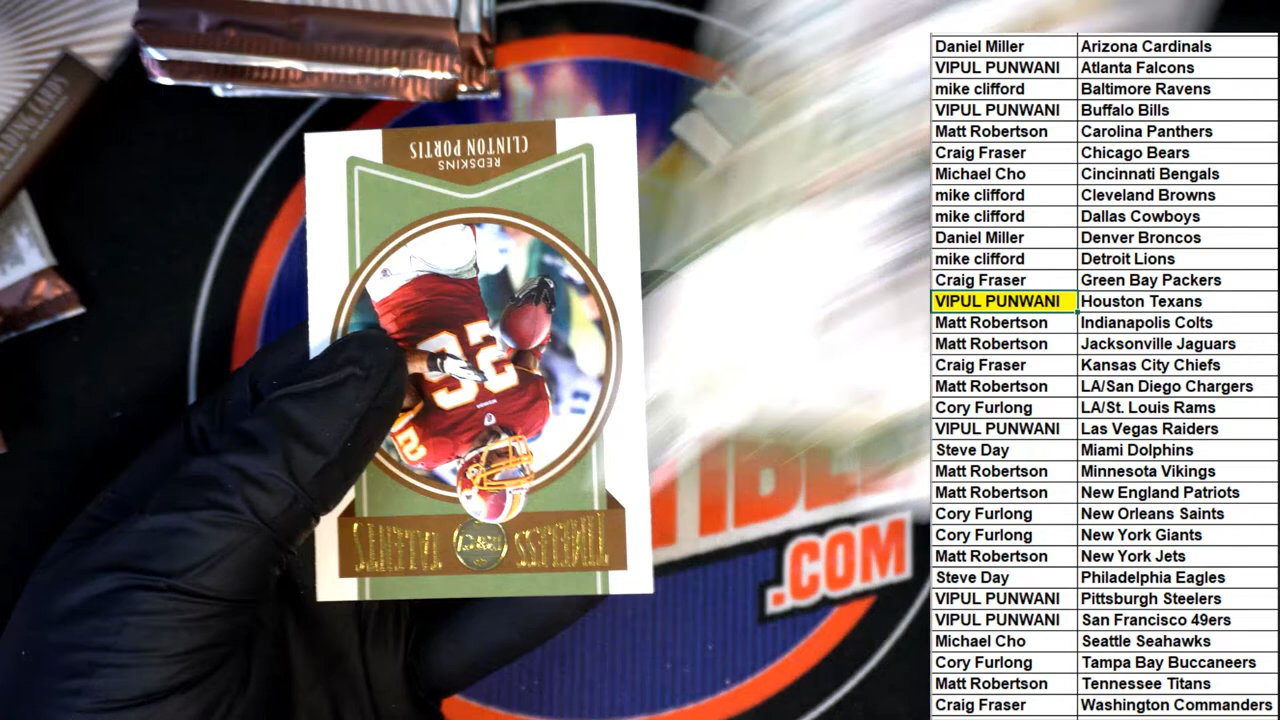 TRADING CARDS
REDSKINS
CLINTON PORTIS
26
TIMELESS TALENTS
.COM
Daniel Miller Arizona Cardinals
VIPUL PUNWANI Atlanta Falcons
mike clifford Baltimore Ravens
VIPUL PUNWANI Buffalo Bills
Matt Robertson Carolina Panthers
Craig Fraser Chicago Bears
Michael Cho Cincinnati Bengals
mike clifford Cleveland Browns
mike clifford Dallas Cowboys
Daniel Miller Denver Broncos
mike clifford Detroit Lions
Craig Fraser Green Bay Packers
VIPUL PUNWANI Houston Texans
Matt Robertson Indianapolis Colts
Matt Robertson Jacksonville Jaguars
Craig Fraser Kansas City Chiefs
Matt Robertson LA/San Diego Chargers
Cory Furlong LA/St. Louis Rams
VIPUL PUNWANI Las Vegas Raiders
Steve Day Miami Dolphins
Matt Robertson Minnesota Vikings
Matt Robertson New England Patriots
Cory Furlong New Orleans Saints
Cory Furlong New York Giants
Matt Robertson New York Jets
Steve Day Philadelphia Eagles
VIPUL PUNWANI Pittsburgh Steelers
VIPUL PUNWANI San Francisco 49ers
Michael Cho Seattle Seahawks
Cory Furlong Tampa Bay Buccaneers
Matt Robertson Tennessee Titans
Craig Fraser Washington Commanders